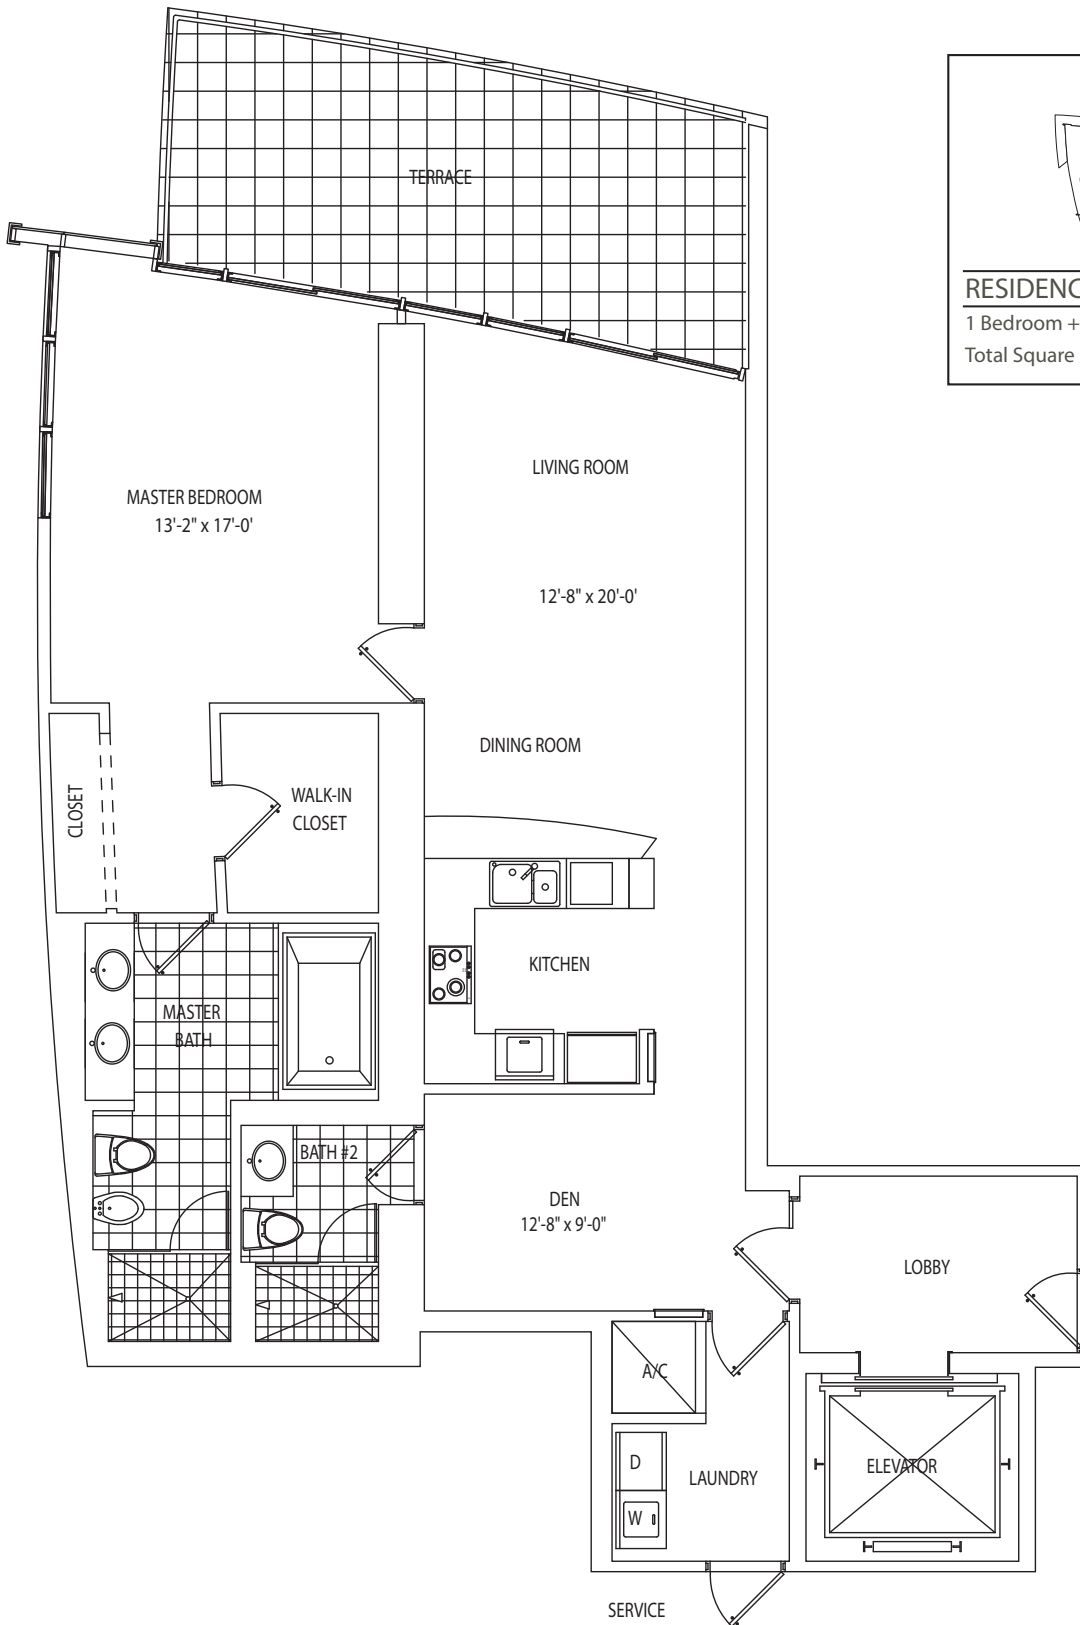 TERRACE
RESIDENC
1 Bedroom +
Total Square
LIVING ROOM
MASTER BEDROOM
13'-2" x 17'-0'
12'-8" x 20'-0'
DINING ROOM
CLOSET
WALK-IN
CLOSET
KITCHEN
MASTER
BATH
BATH #2
DEN
12'-8" x 9'-0"
LOBBY
A/C
ELEVATOR
D
LAUNDRY
W
SERVICE